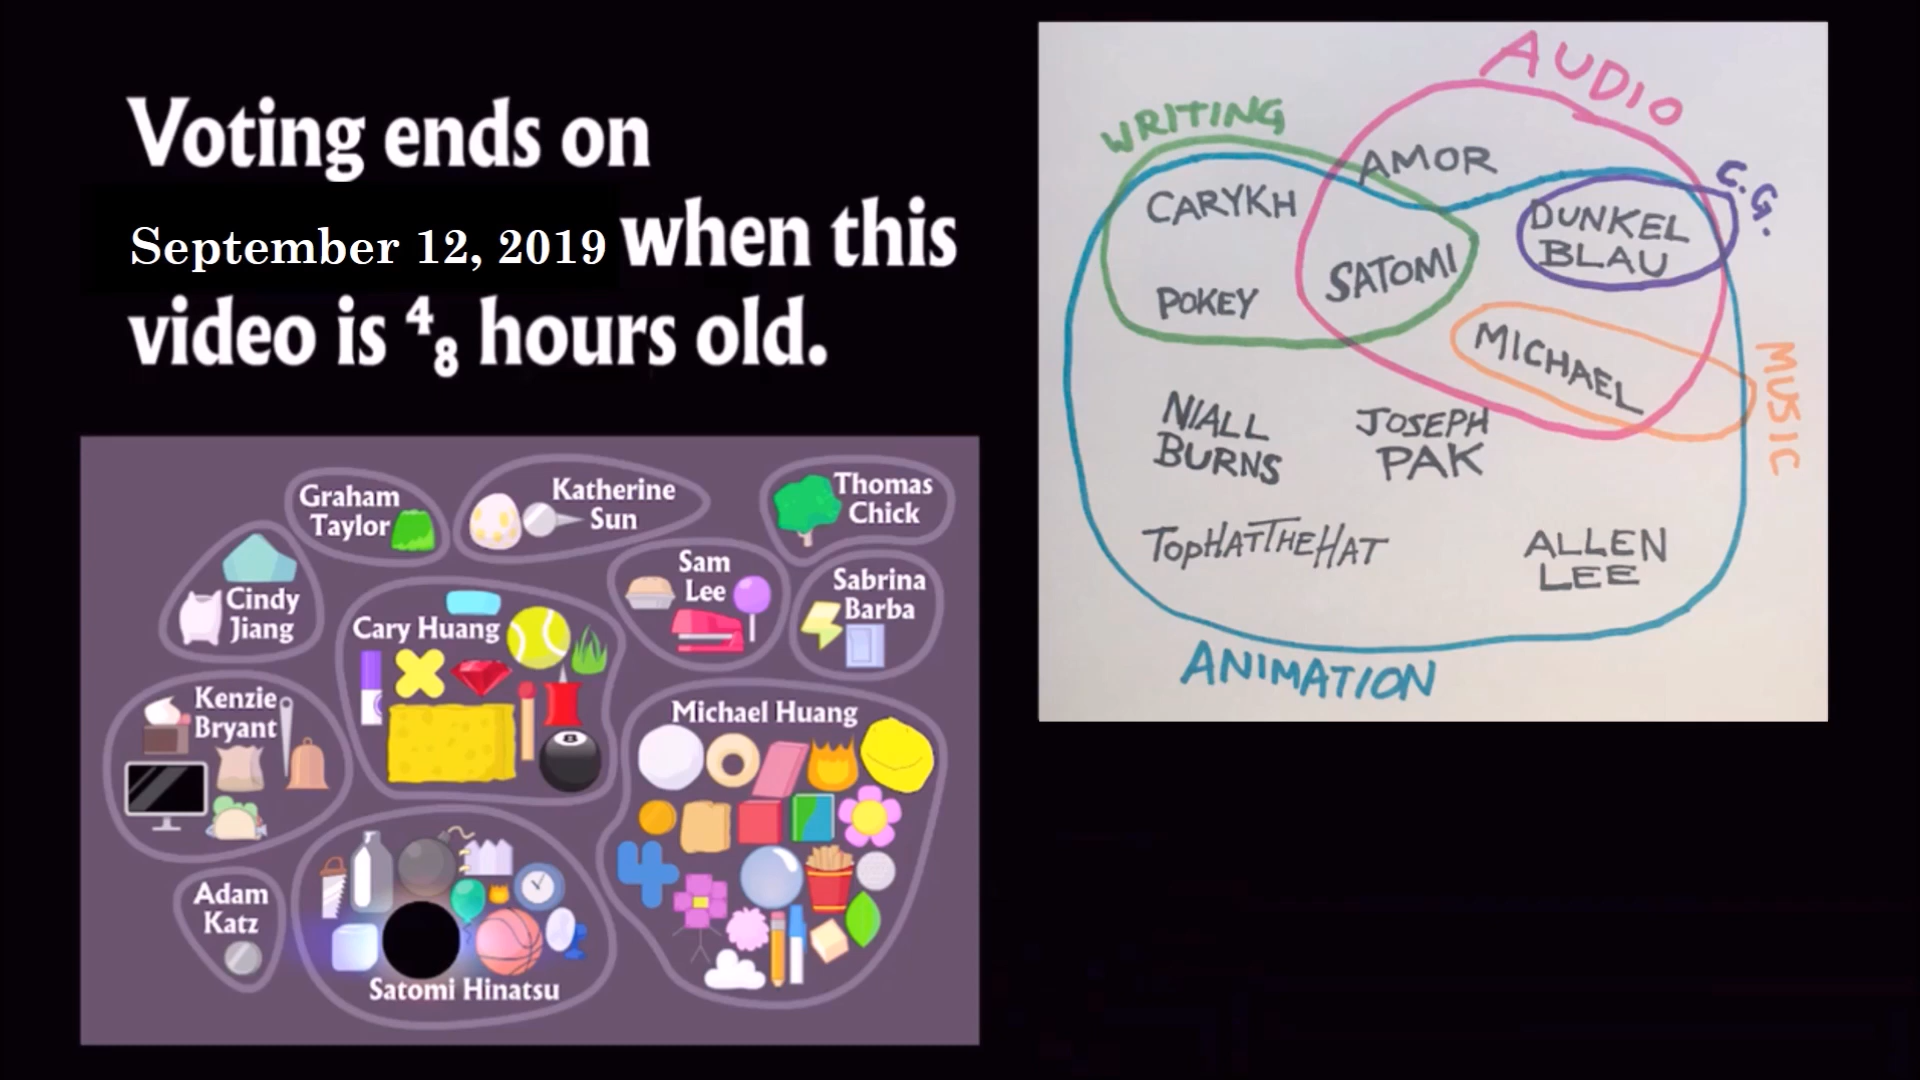 Voting ends on
September 12, 2019 when this
video is 48 hours old.
Graham
Taylor
Katherine
Sun
Thomas
Chick
Cindy
Jiang
Cary Huang
Sam
Lee
Sabrina
Barba
Kenzie
Bryant
Michael Huang
8
4
Adam
Katz
Satomi Hinatsu
AUDIO
WRITING
AMOR
C.G.
CARYKH
DUNKEL
BLAU
SATOMI
POKEY
MICHAEL
MUSIC
NIALL
BURNS
JOSEPH
PAK
TOPHATTHEHAT
ALLEN
LEE
ANIMATION